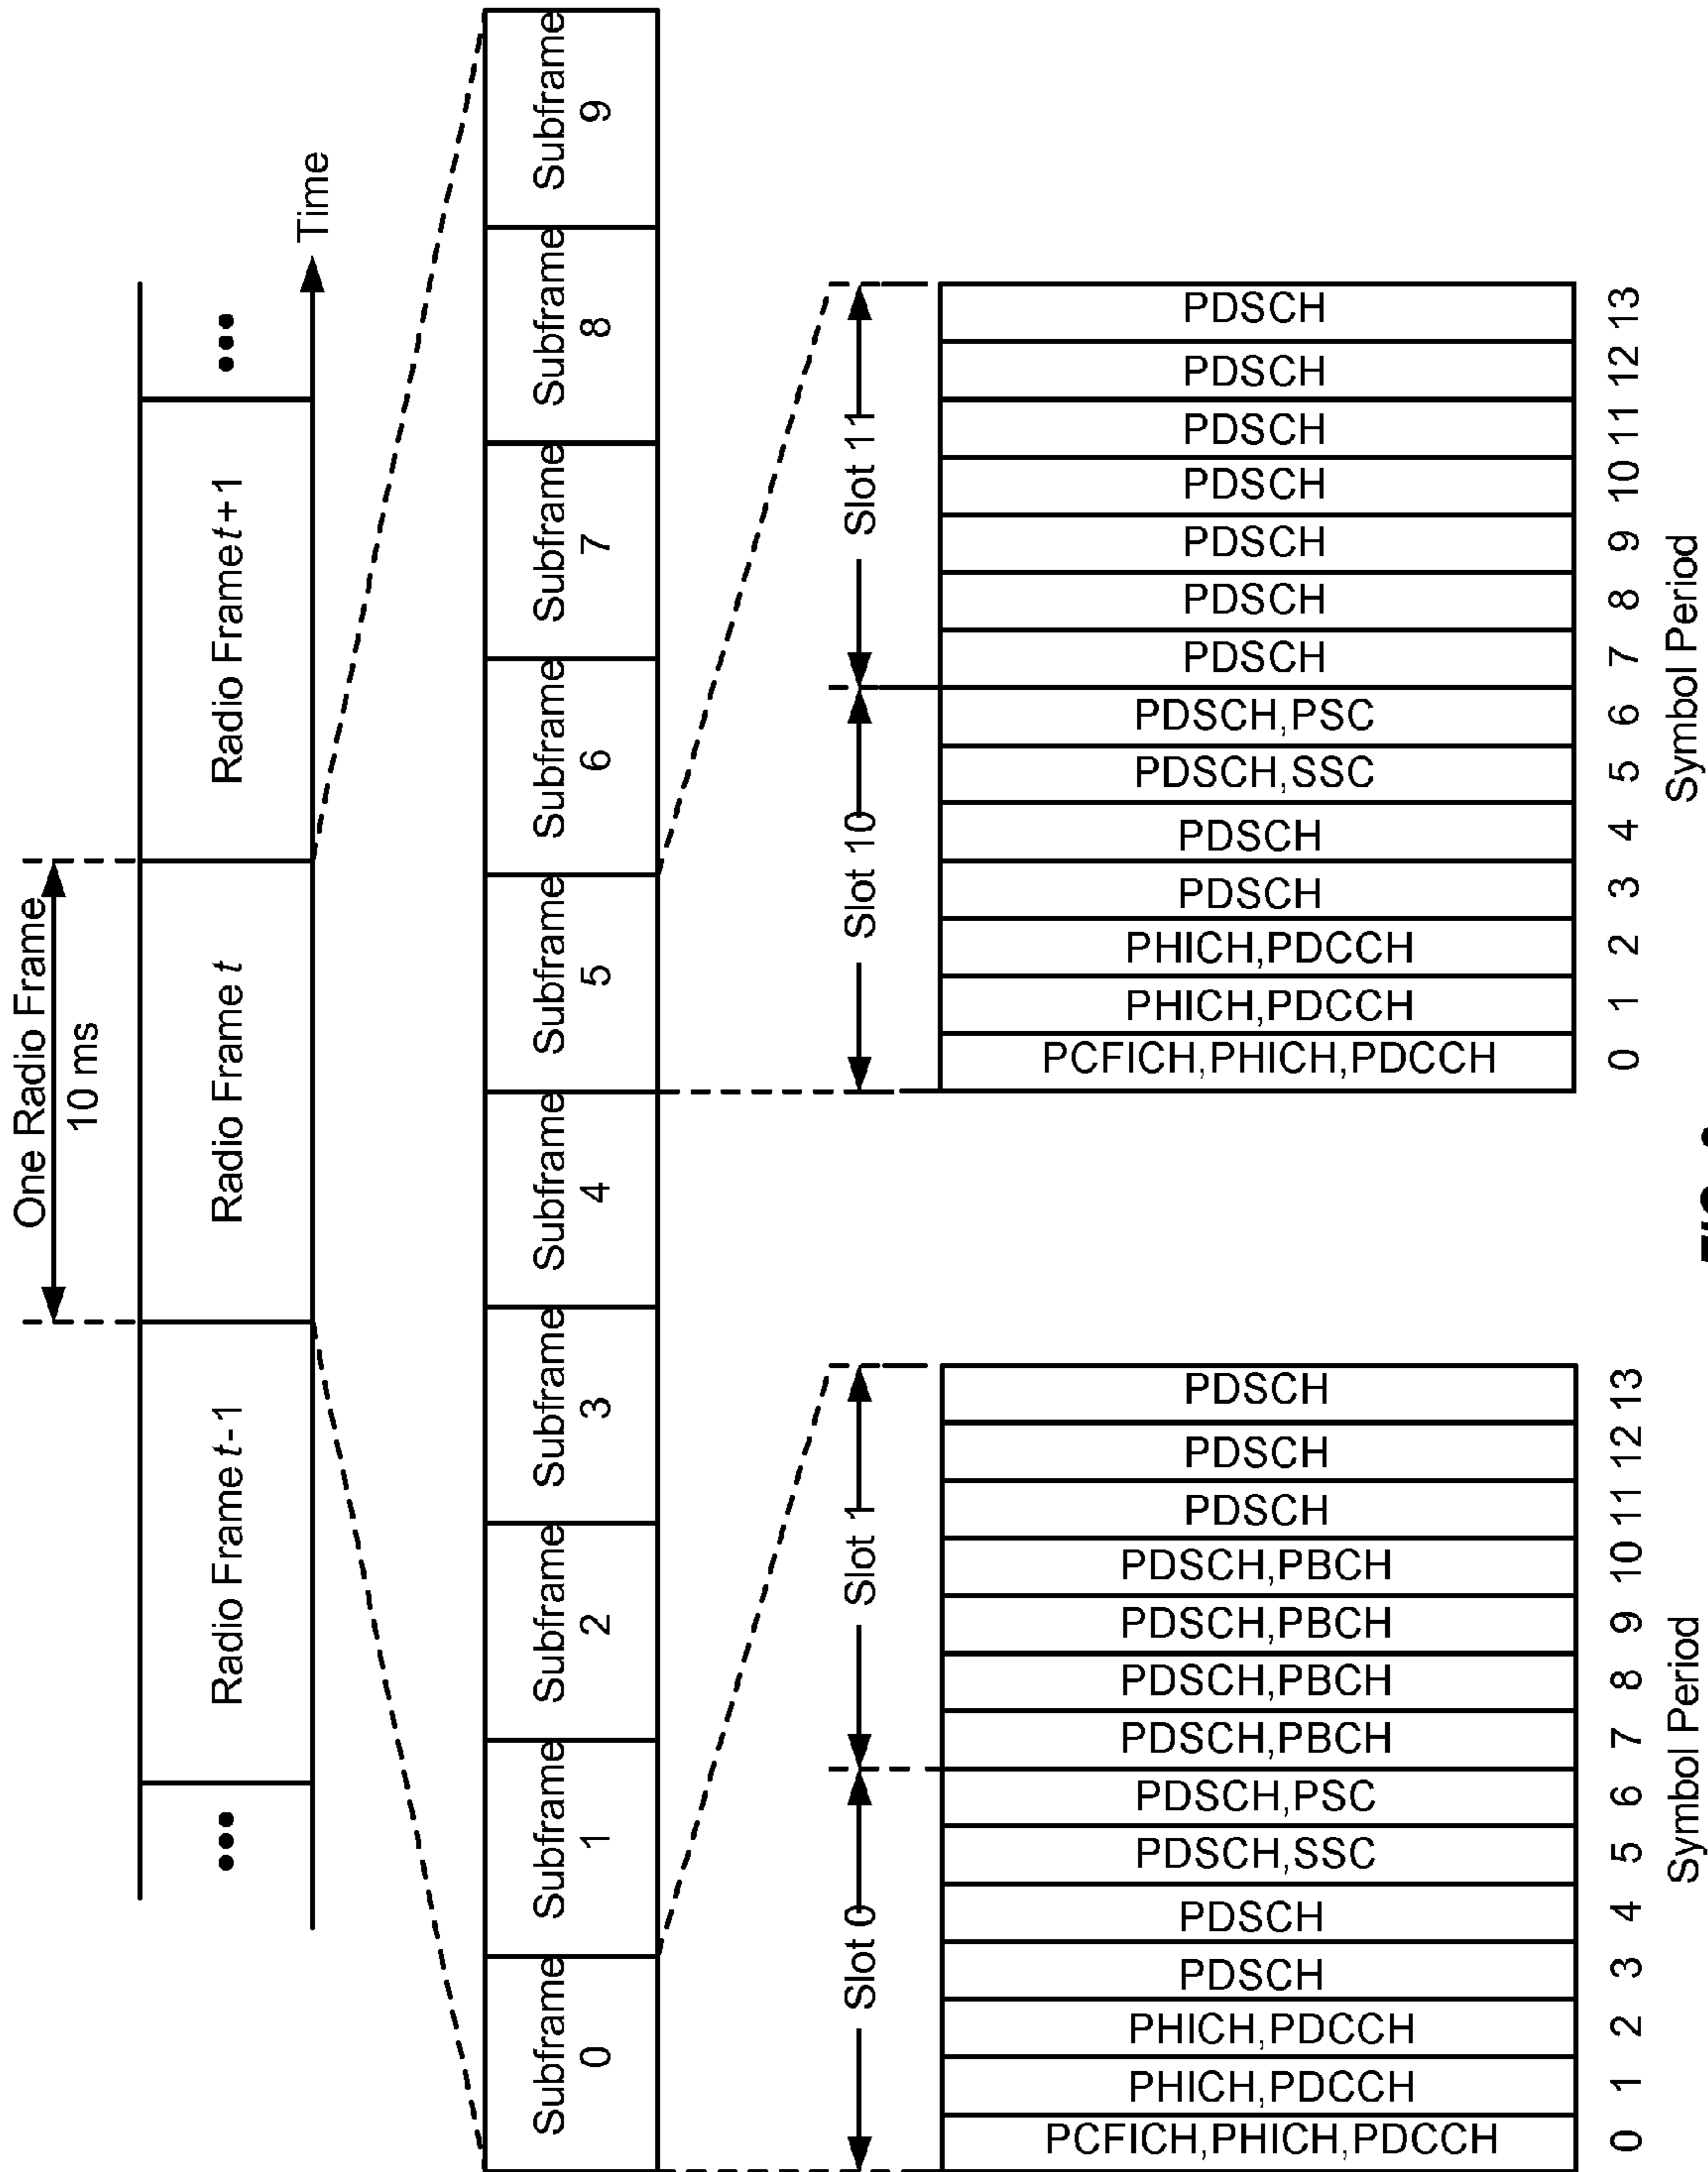 One Radio Frame
10 ms
••• Radio Frame t-1 Radio Frame t Radio Frame t+1 •••
Time
Subframe 0
Subframe 1
Subframe 2
Subframe 3
Subframe 4
Subframe 5
Subframe 6
Subframe 7
Subframe 8
Subframe 9
Slot 0
Slot 1
PCFICH,PHICH,PDCCH
PHICH,PDCCH
PHICH,PDCCH
PDSCH
PDSCH
PDSCH,SSC
PDSCH,PSC
PDSCH,PBCH
PDSCH,PBCH
PDSCH,PBCH
PDSCH,PBCH
PDSCH
PDSCH
PDSCH
0 1 2 3 4 5 6 7 8 9 10 11 12 13
Symbol Period
Slot 10
Slot 11
PCFICH,PHICH,PDCCH
PHICH,PDCCH
PHICH,PDCCH
PDSCH
PDSCH
PDSCH,SSC
PDSCH,PSC
PDSCH
PDSCH
PDSCH
PDSCH
PDSCH
PDSCH
PDSCH
0 1 2 3 4 5 6 7 8 9 10 11 12 13
Symbol Period
FIG.